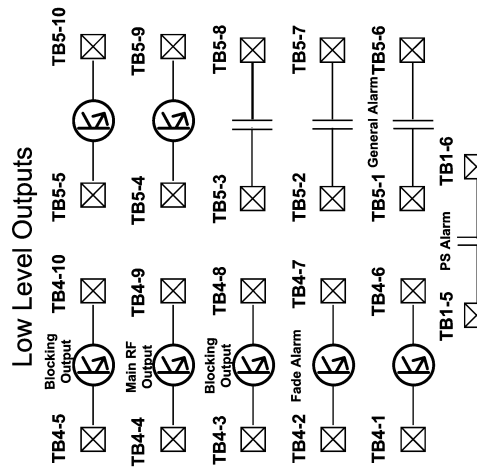 Low Level Outputs
TB4-5
Blocking
Output
TB4-10
TB5-5
TB5-10
TB4-4
Main RF
Output
TB4-9
TB5-4
TB5-9
TB4-3
Blocking
Output
TB4-8
TB5-3
TB5-8
TB4-2
Fade Alarm
TB4-7
TB5-2
TB5-7
TB4-1
TB4-6
TB5-1
General Alarm
TB5-6
TB1-5
PS Alarm
TB1-6